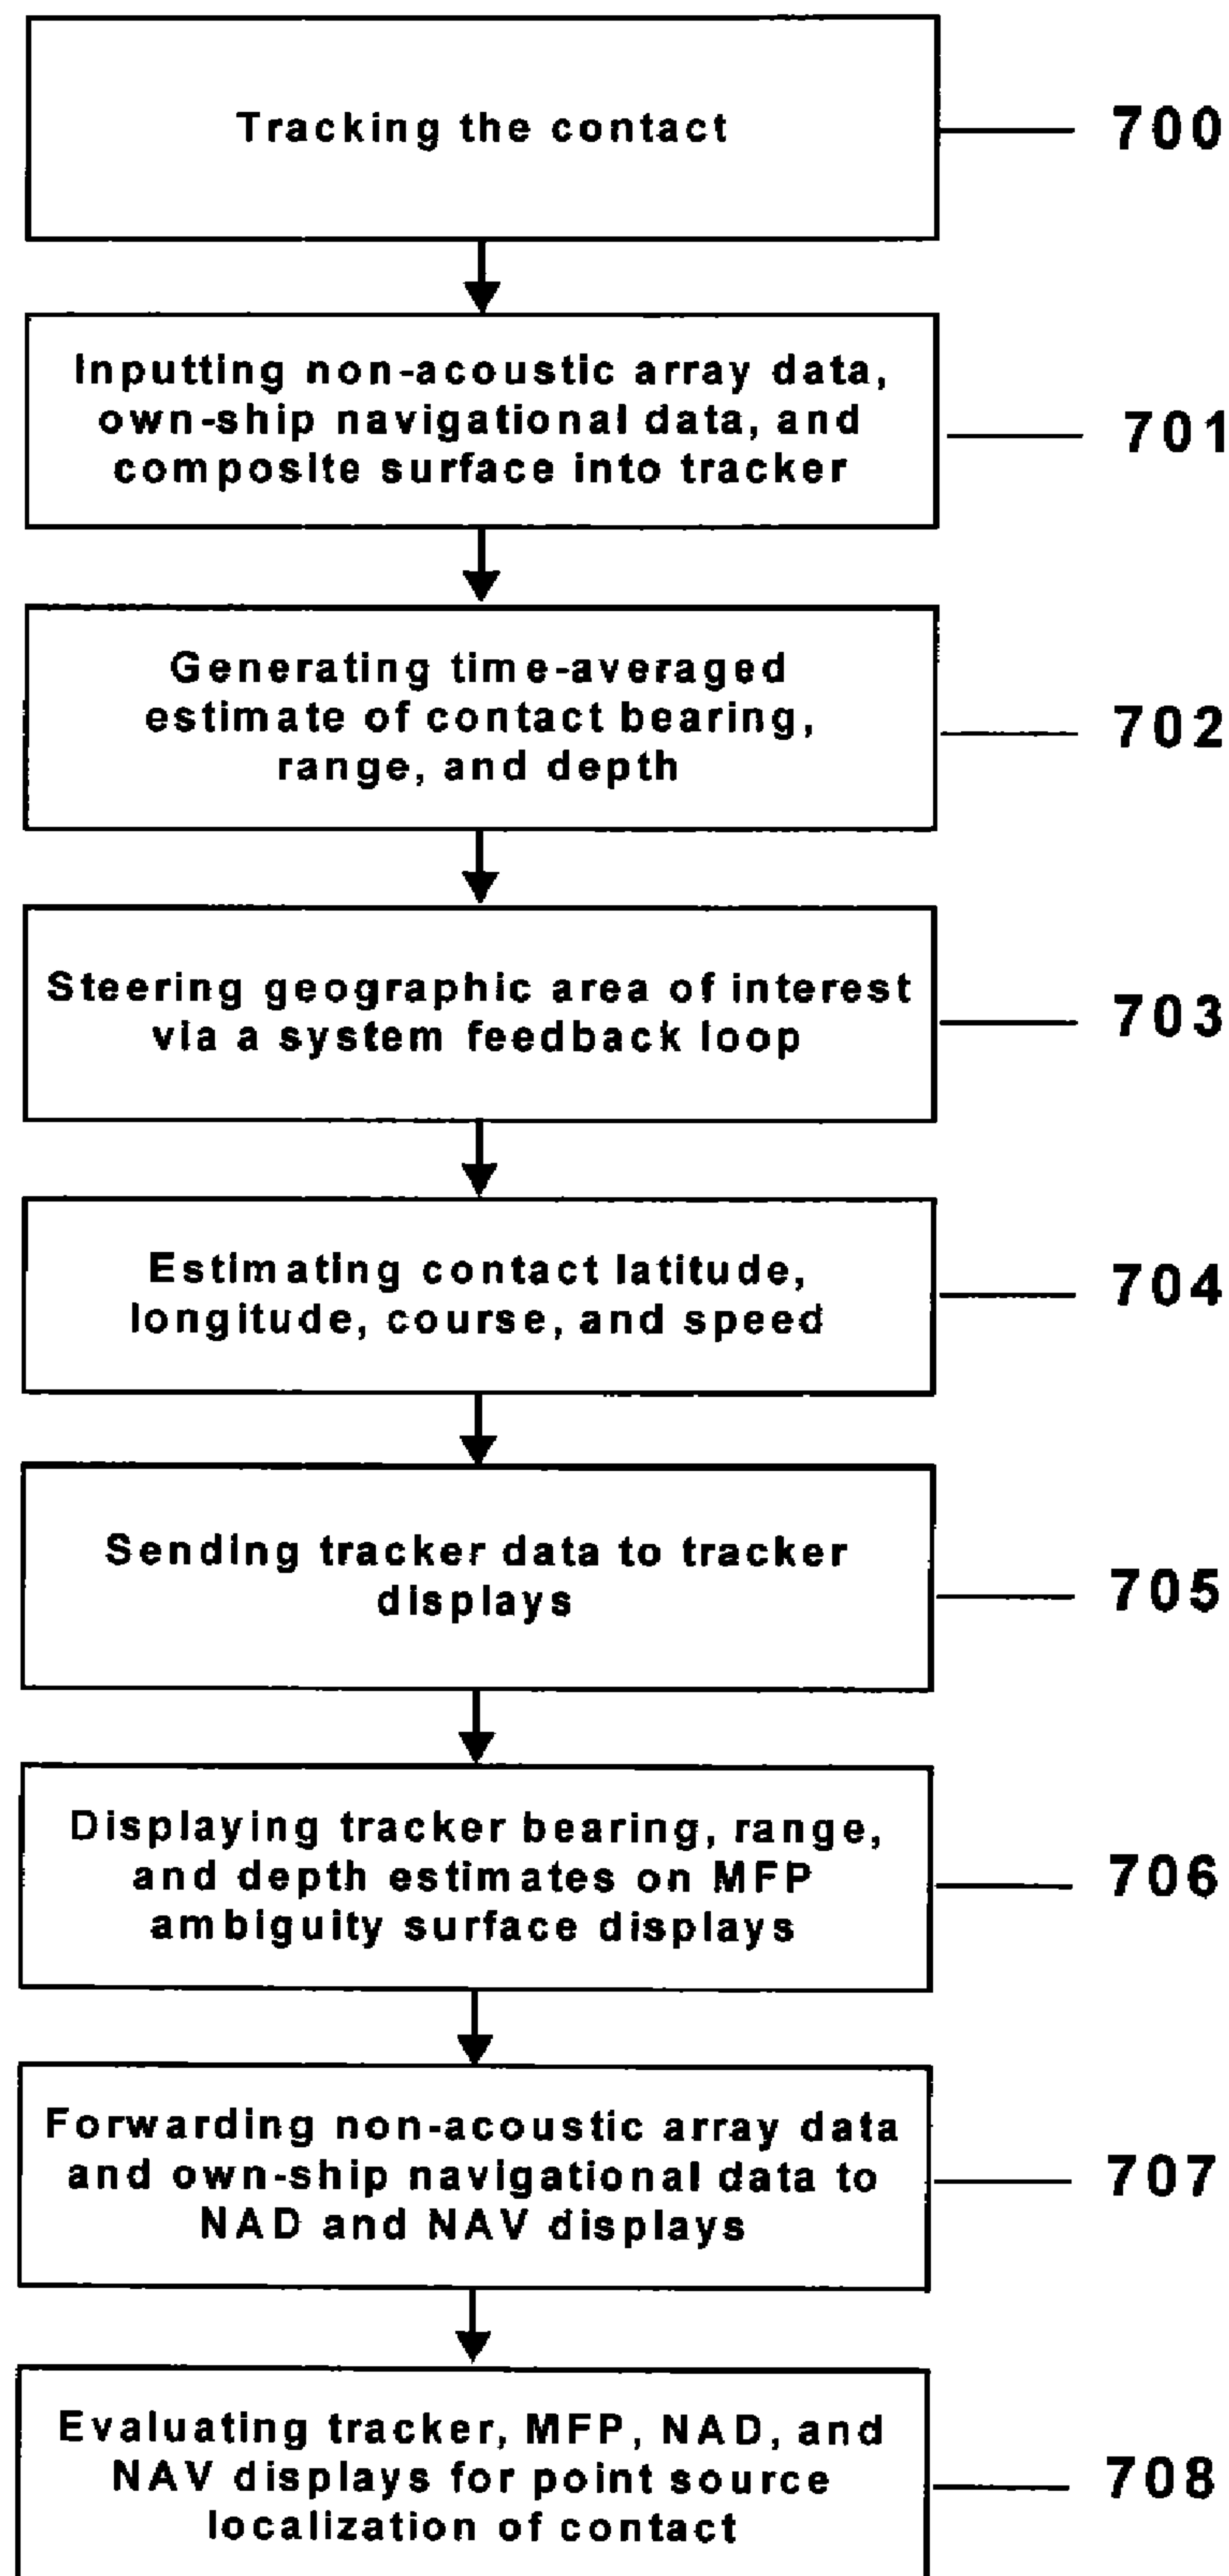 Tracking the contact
700
Inputting non-acoustic array data,
own-ship navigational data, and
composite surface into tracker
701
Generating time-averaged
estimate of contact bearing,
range, and depth
702
Steering geographic area of interest
via a system feedback loop
703
Estimating contact latitude,
longitude, course, and speed
704
Sending tracker data to tracker
displays
705
Displaying tracker bearing, range,
and depth estimates on MFP
ambiguity surface displays
706
Forwarding non-acoustic array data
and own-ship navigational data to
NAD and NAV displays
707
Evaluating tracker, MFP, NAD, and
NAV displays for point source
localization of contact
708